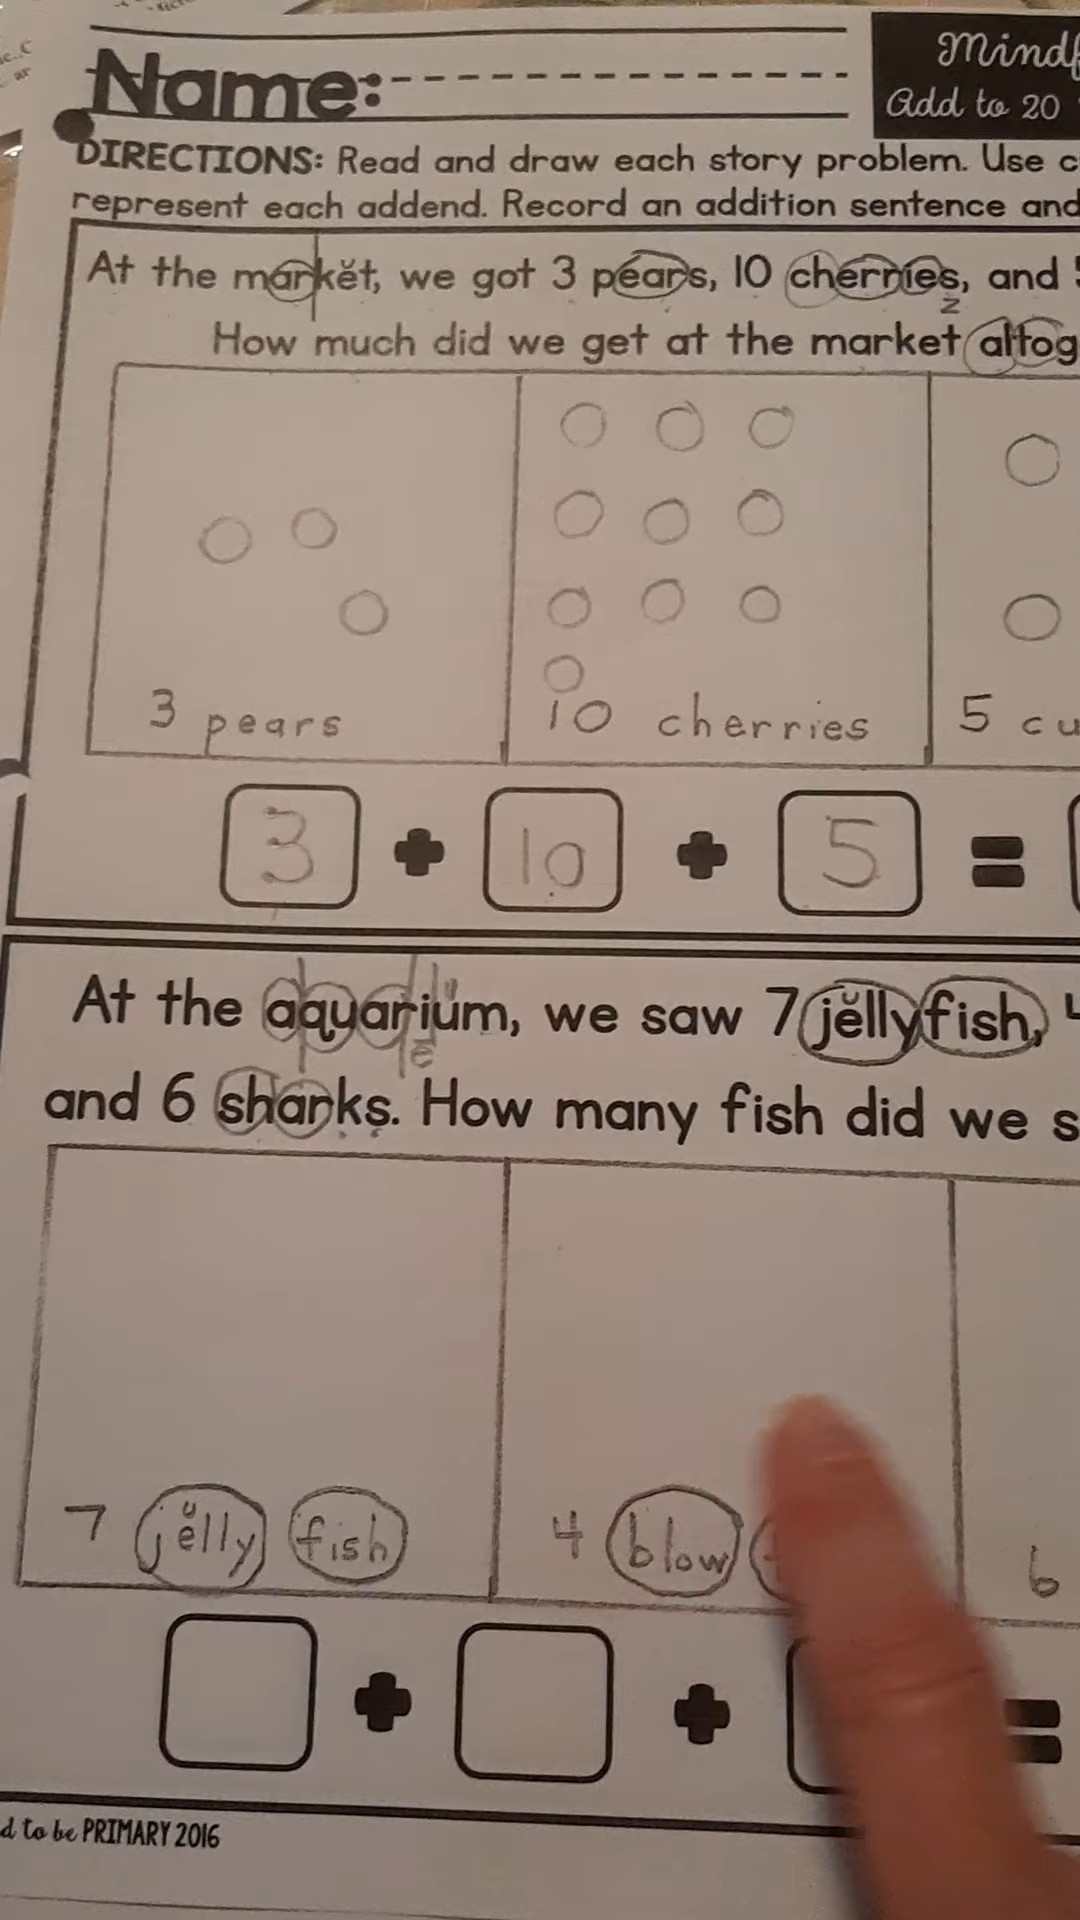 Name:
Add to 20
DIRECTIONS: Read and draw each story problem. Use
represent each addend. Record an addition sentence and
At the market, we got 3 pears, 10 cherries, and
z
How much did we get at the market altog
3 pears
10 cherries
5 cu
3 + 10 + 5 =
At the aquarium, we saw 7 jellyfish, 4
ē
and 6 sharks. How many fish did we s
7 jĕlly fish
4 blow
6
+ + =
d to be PRIMARY 2016